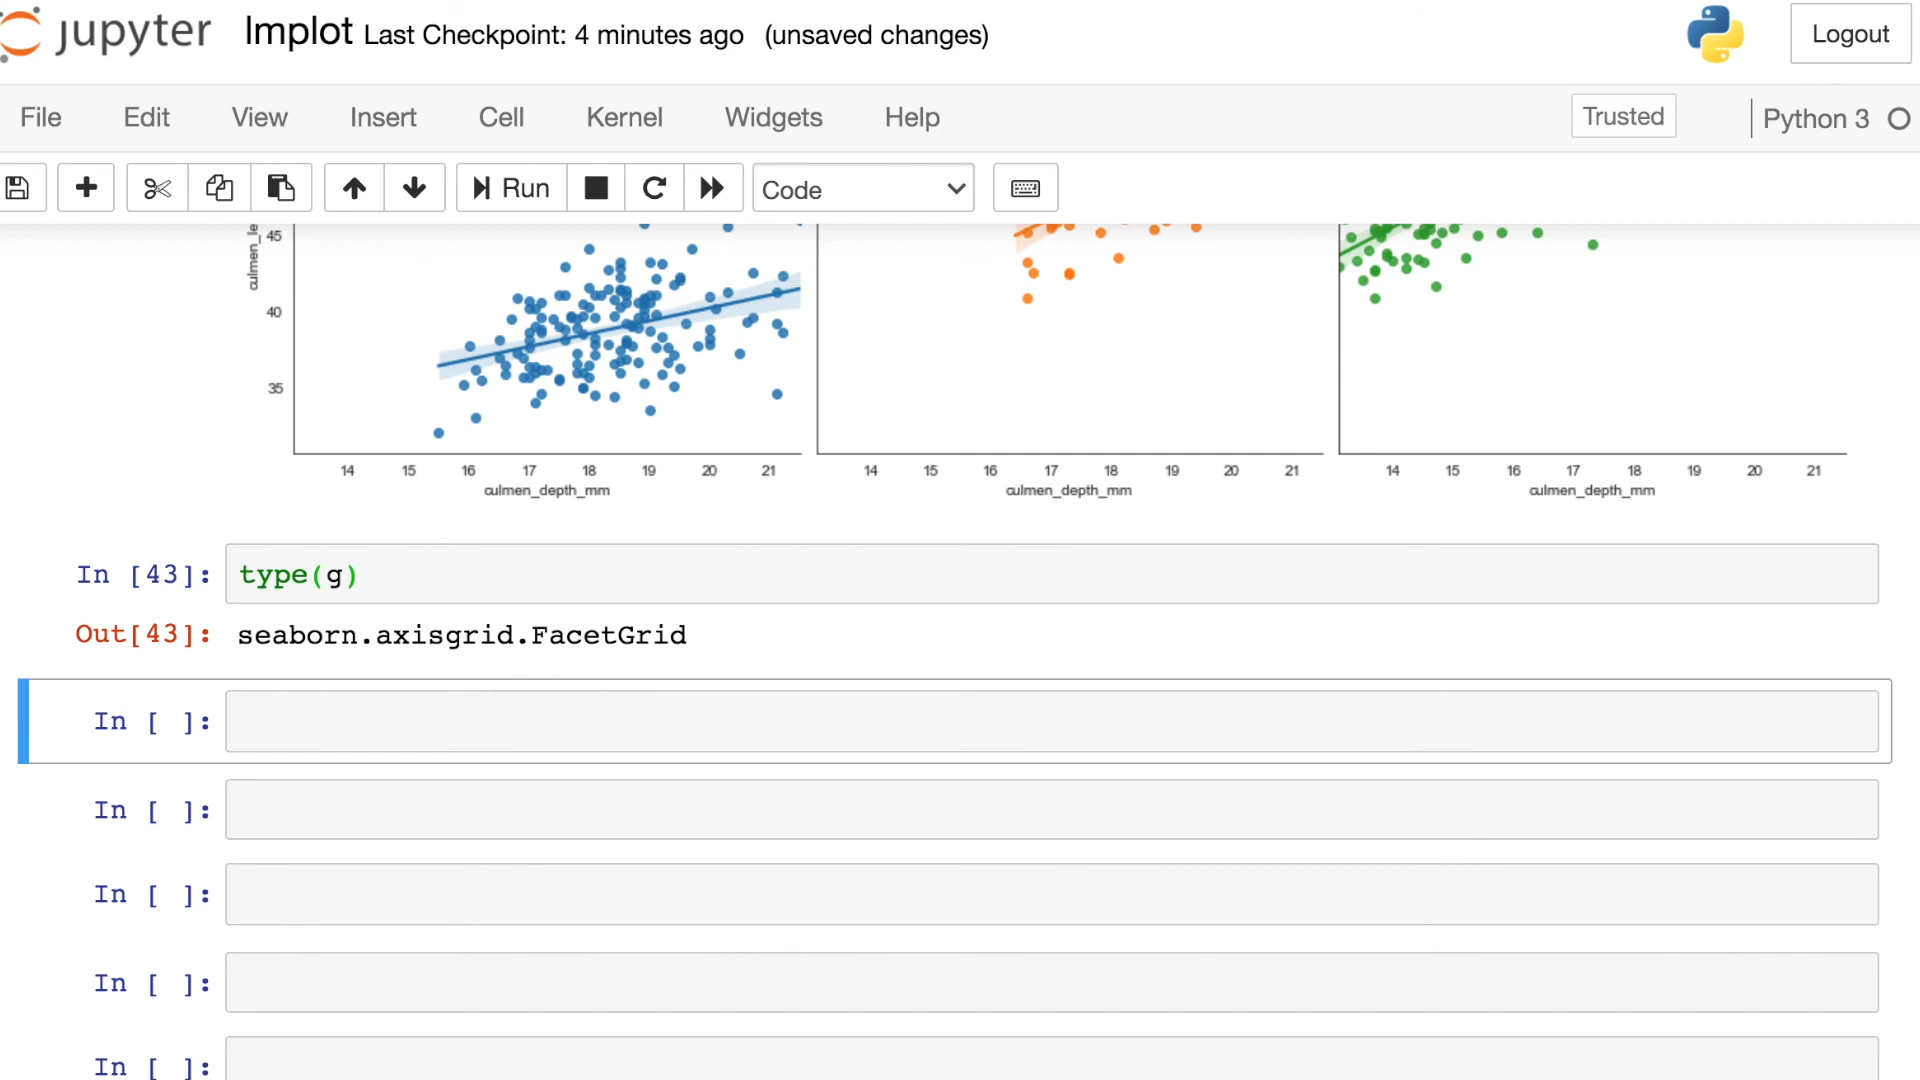 jupyter lmplot Last Checkpoint: 4 minutes ago (unsaved changes) Logout
File Edit View Insert Cell Kernel Widgets Help Trusted Python 3
Run Code
culmen_le
45
40
35
14 15 16 17 18 19 20 21 14 15 16 17 18 19 20 21 14 15 16 17 18 19 20 21
culmen_depth_mm culmen_depth_mm culmen_depth_mm
In [43]: type(g)
Out[43]: seaborn.axisgrid.FacetGrid
In [ ]:
In [ ]:
In [ ]:
In [ ]:
In [ ]: